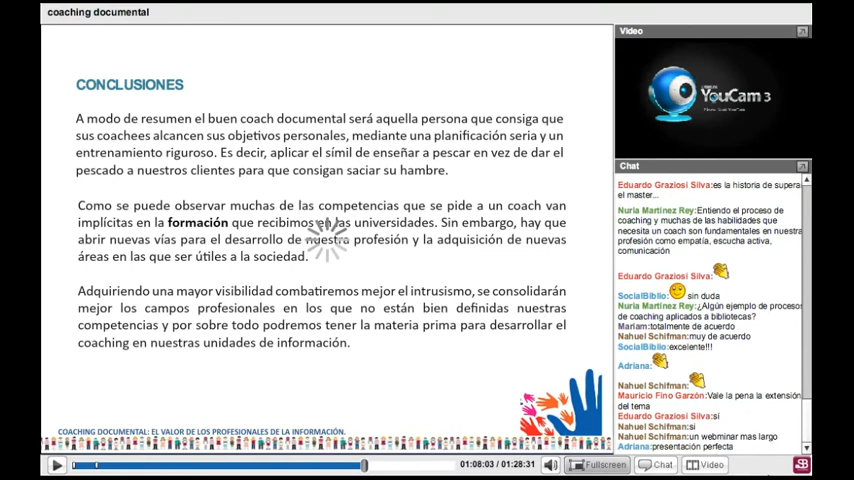 coaching documental
CONCLUSIONES
A modo de resumen el buen coach documental será aquella persona que consiga que
sus coachees alcancen sus objetivos personales, mediante una planificación seria y un
entrenamiento riguroso. Es decir, aplicar el símil de enseñar a pescar en vez de dar el
pescado a nuestros clientes para que consigan saciar su hambre.
Como se puede observar muchas de las competencias que se pide a un coach van
implícitas en la formación que recibimos en las universidades. Sin embargo, hay que
abrir nuevas vías para el desarrollo de nuestra profesión y la adquisición de nuevas
áreas en las que ser útiles a la sociedad.
Adquiriendo una mayor visibilidad combatiremos mejor el intrusismo, se consolidarán
mejor los campos profesionales en los que no están bien definidas nuestras
competencias y por sobre todo podremos tener la materia prima para desarrollar el
coaching en nuestras unidades de información.
COACHING DOCUMENTAL: EL VALOR DE LOS PROFESIONALES DE LA INFORMACIÓN.
Video
YouCam 3
Chat
Eduardo Graziosi Silva:es la historia de supera
el master...
Nuria Martinez Rey:Entiendo el proceso de
coaching y muchas de las habilidades que
necesita un coach son fundamentales en nuestra
profesión como empatía, escucha activa,
comunicación
Eduardo Graziosi Silva:
SocialBiblio: sin duda
Nuria Martinez Rey:¿Algún ejemplo de procesos
de coaching aplicados a bibliotecas?
Mariam:totalmente de acuerdo
Nahuel Schifman:muy de acuerdo
SocialBiblio:excelente!!!
Adriana:
Nahuel Schifman:
Mauricio Fino Garzón:Vale la pena la extensión
del tema
Eduardo Graziosi Silva:sí
Nahuel Schifman:si
Nahuel Schifman:un webminar mas largo
Adriana:presentación perfecta
01:08:03 / 01:28:31
Fullscreen
Chat
Video